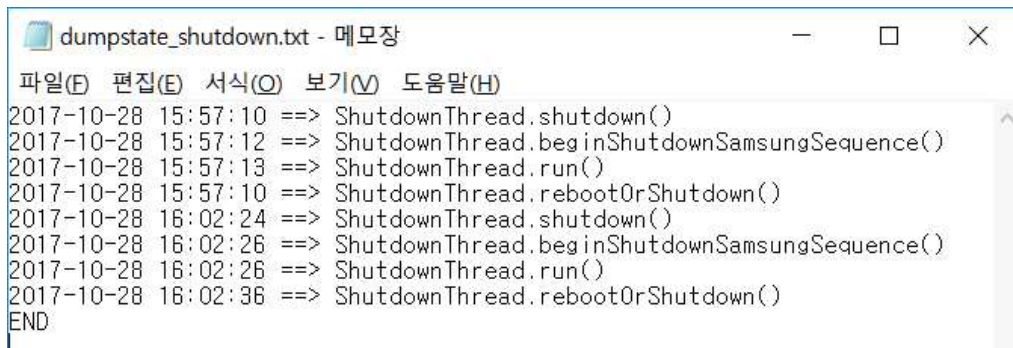 dumpstate_shutdown.txt - 메모장
파일(F) 편집(E) 서식(O) 보기(V) 도움말(H)
2017-10-28 15:57:10 ==> ShutdownThread.shutdown()
2017-10-28 15:57:12 ==> ShutdownThread.beginShutdownSamsungSequence()
2017-10-28 15:57:13 ==> ShutdownThread.run()
2017-10-28 15:57:10 ==> ShutdownThread.rebootOrShutdown()
2017-10-28 16:02:24 ==> ShutdownThread.shutdown()
2017-10-28 16:02:26 ==> ShutdownThread.beginShutdownSamsungSequence()
2017-10-28 16:02:26 ==> ShutdownThread.run()
2017-10-28 16:02:36 ==> ShutdownThread.rebootOrShutdown()
END